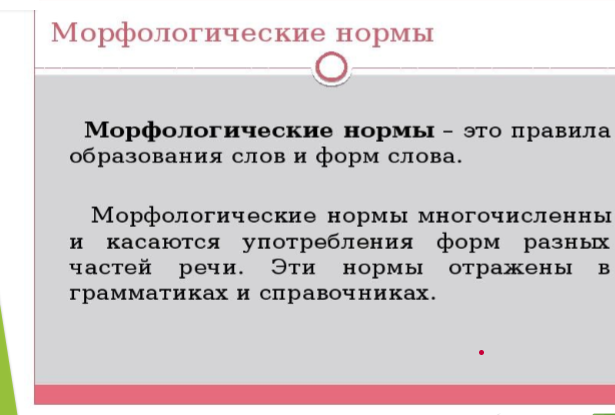 Морфологические нормы
Морфологические нормы – это правила
образования слов и форм слова.
Морфологические нормы многочисленны
и касаются употребления форм разных
частей речи. Эти нормы отражены в
грамматиках и справочниках.